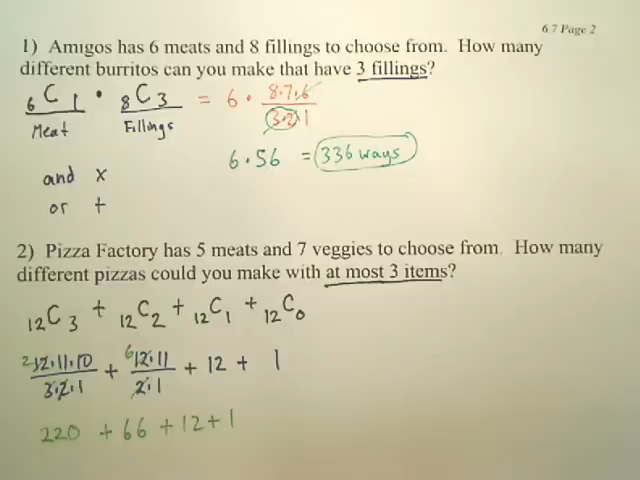 6.7 Page 2
1) Amigos has 6 meats and 8 fillings to choose from. How many
different burritos can you make that have 3 fillings?
₆C₁ · ₈C₃ = 6 · 8·7·6 / 3·2·1
Meat Fillings
6·56 = 336 ways
and x
or +
2) Pizza Factory has 5 meats and 7 veggies to choose from. How many
different pizzas could you make with at most 3 items?
₁₂C₃ + ₁₂C₂ + ₁₂C₁ + ₁₂C₀
2 12·11·10 / 3·2·1 + 6 12·11 / 2·1 + 12 + 1
220 + 66 + 12 + 1